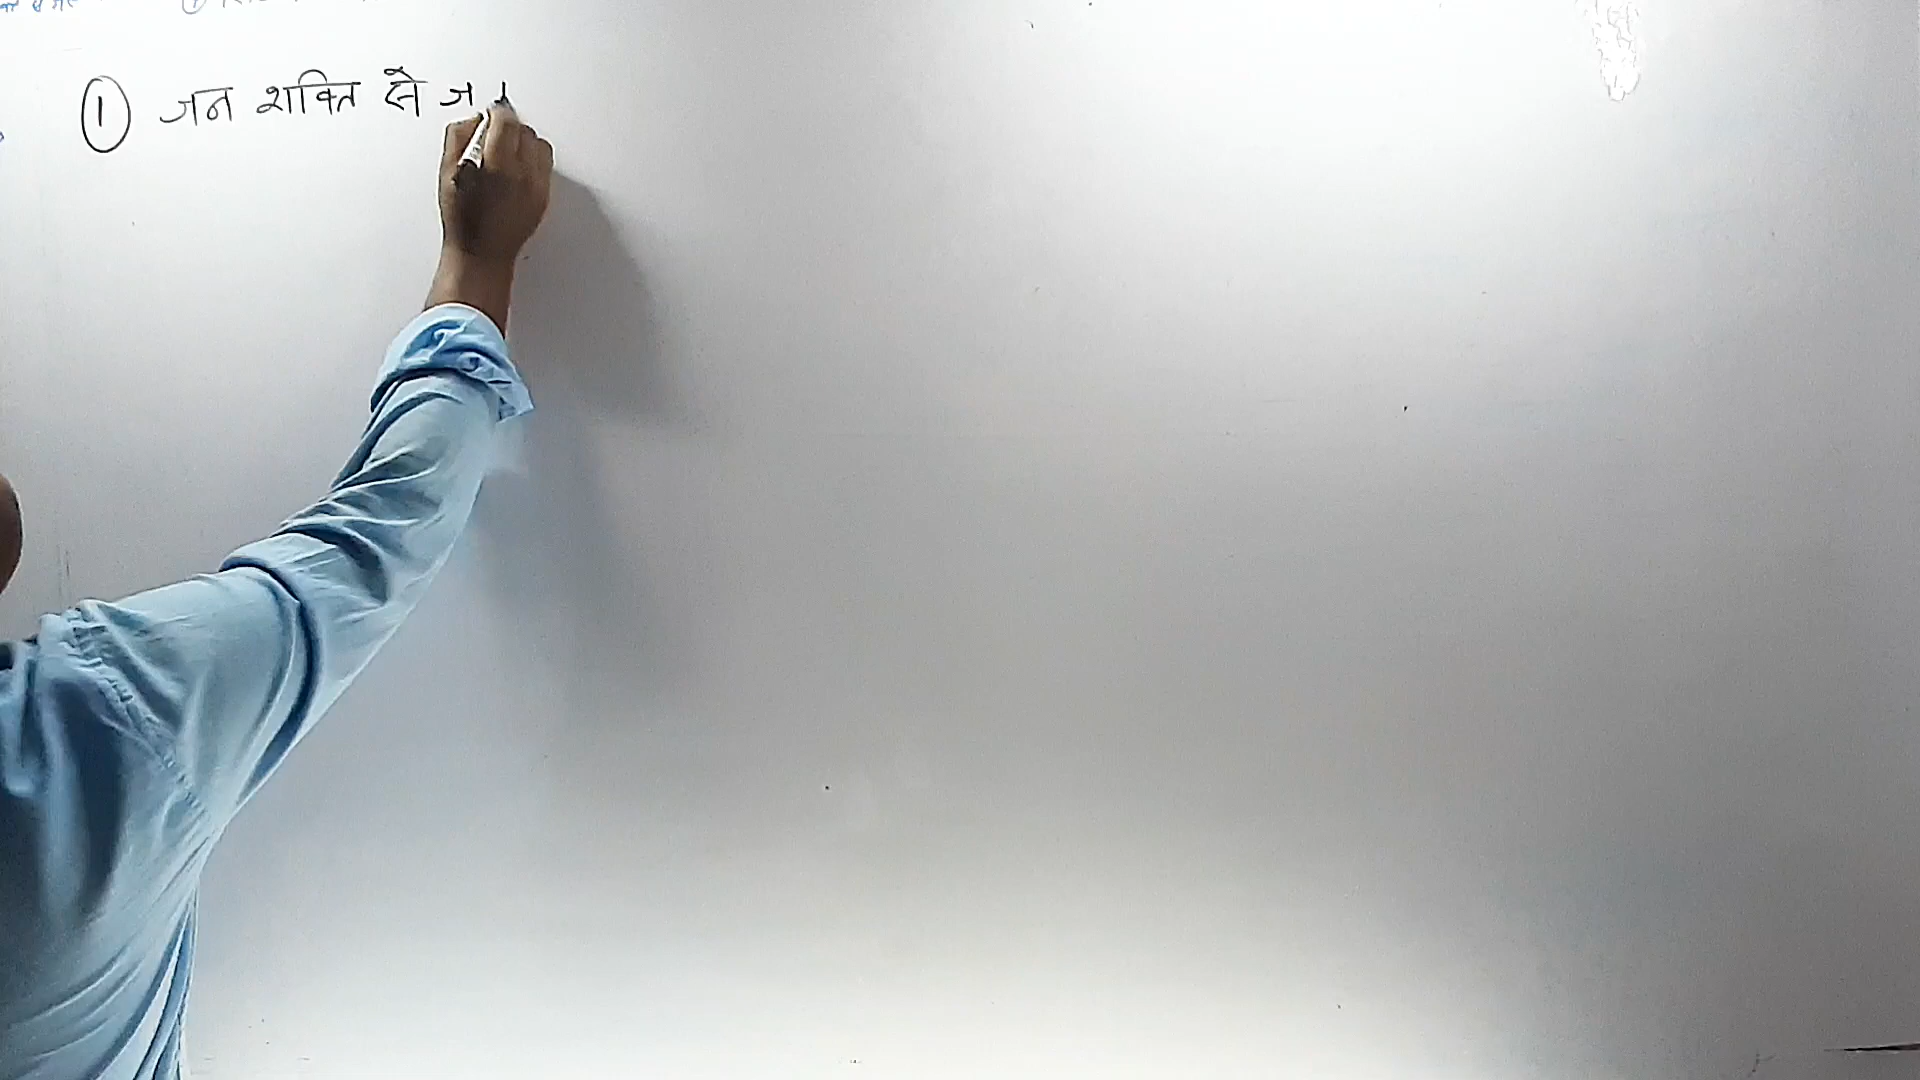 ① जन शक्ति से ज